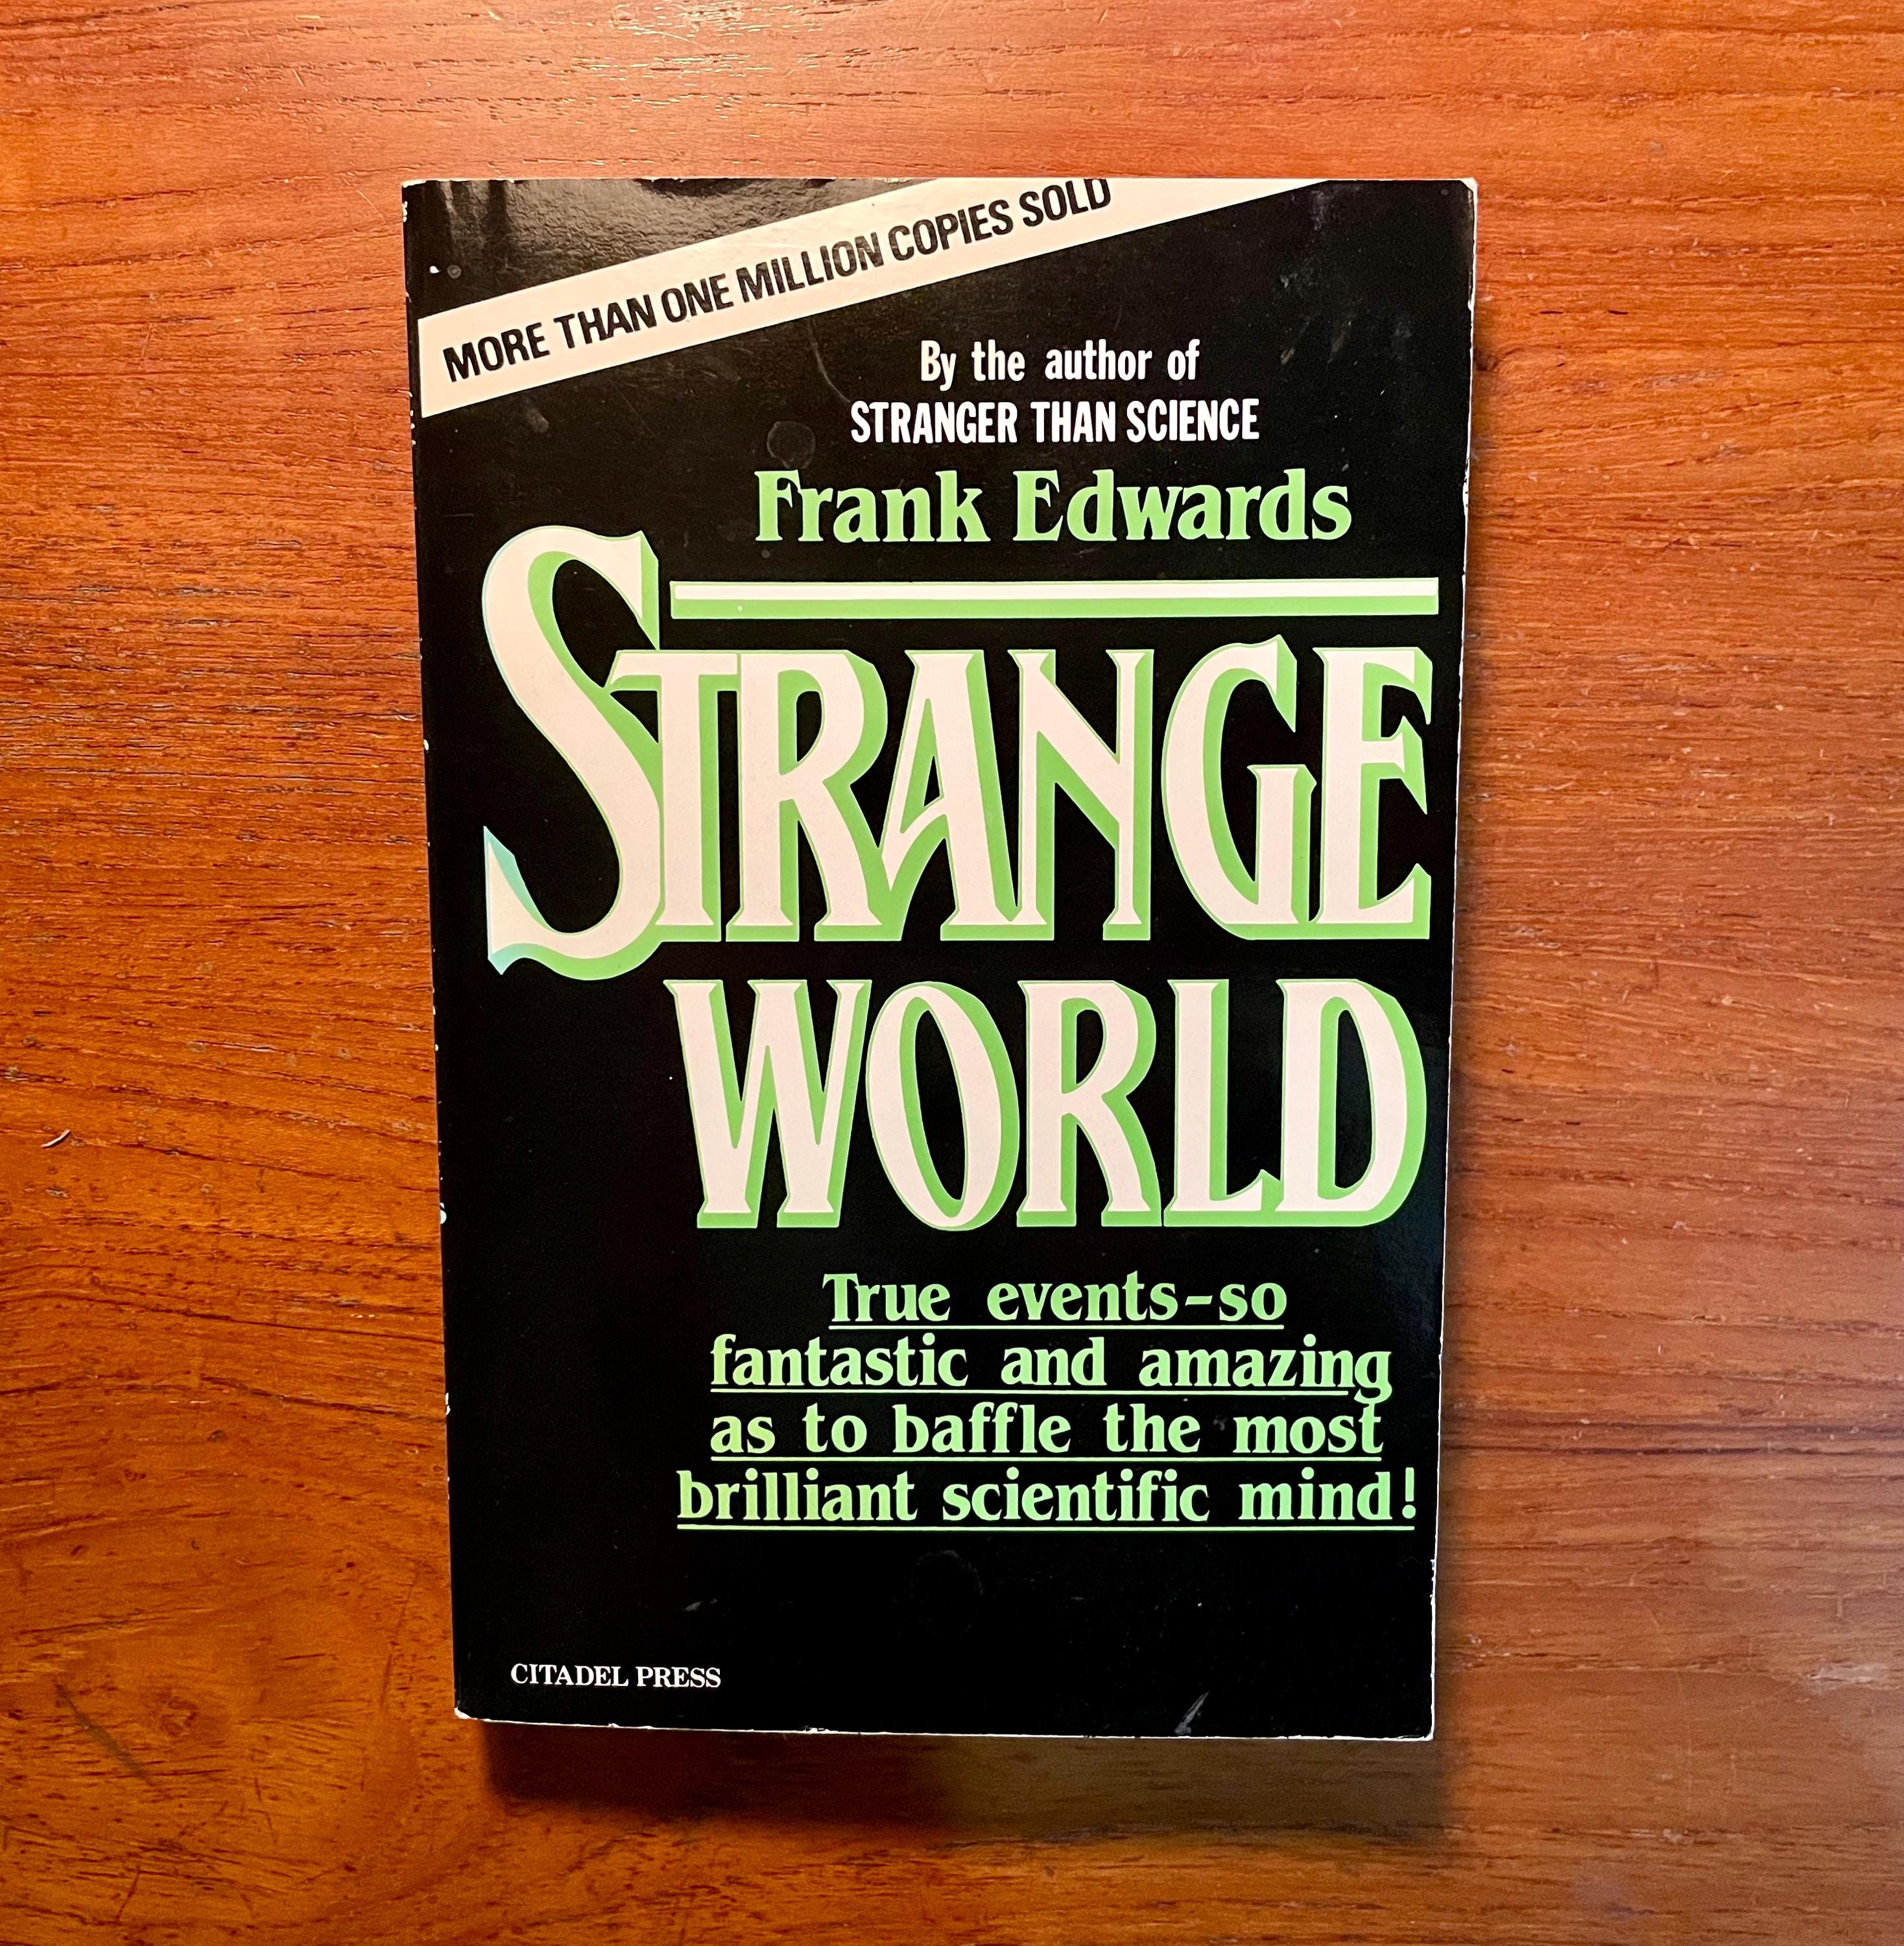 MORE THAN ONE MILLION COPIES SOLD
By the author of
STRANGER THAN SCIENCE
Frank Edwards
STRANGE
WORLD
True events-so
fantastic and amazing
as to baffle the most
brilliant scientific mind!
CITADEL PRESS